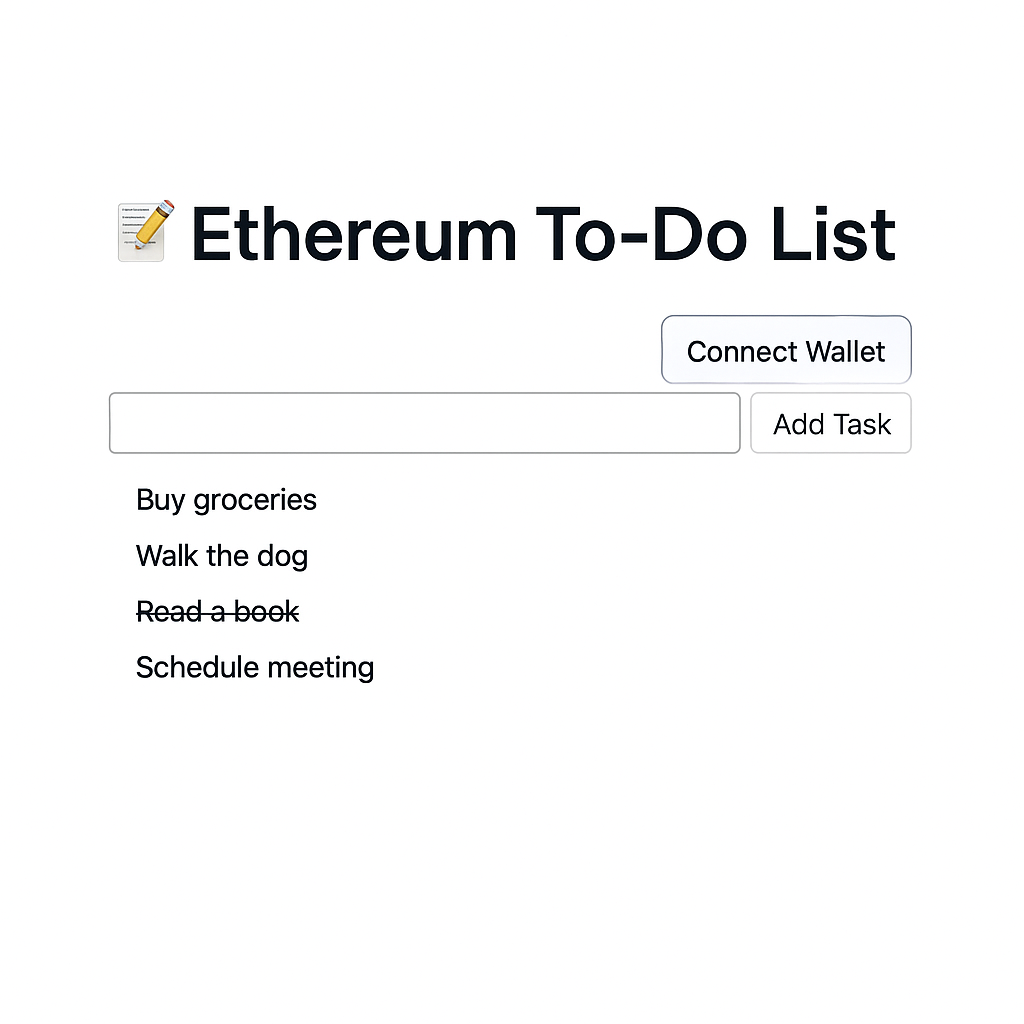 Ethereum To-Do List
Connect Wallet
Add Task
Buy groceries
Walk the dog
Read a book
Schedule meeting